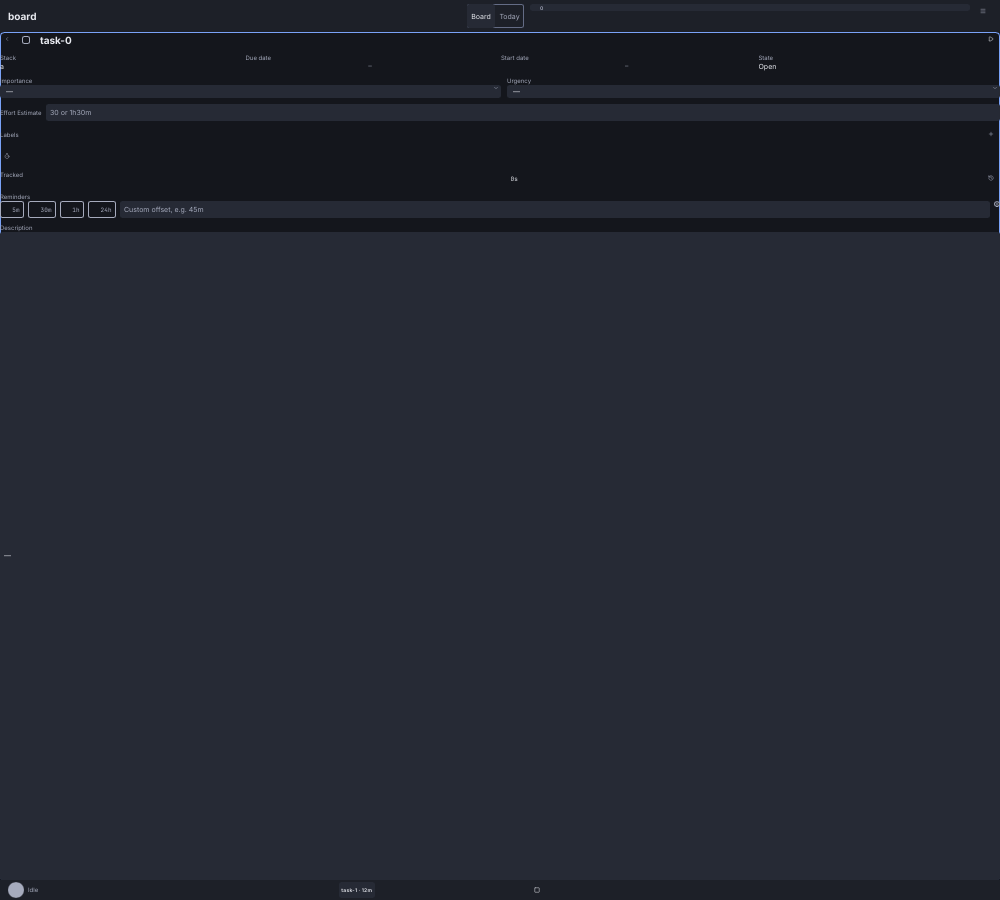 board
Board Today
0
task-0
Stack Due date Start date State
a – – Open
Importance Urgency
— —
Effort Estimate 30 or 1h30m
Labels +
Tracked
0s
Reminders
5m 30m 1h 24h Custom offset, e.g. 45m
Description
—
Idle task-1 · 12m